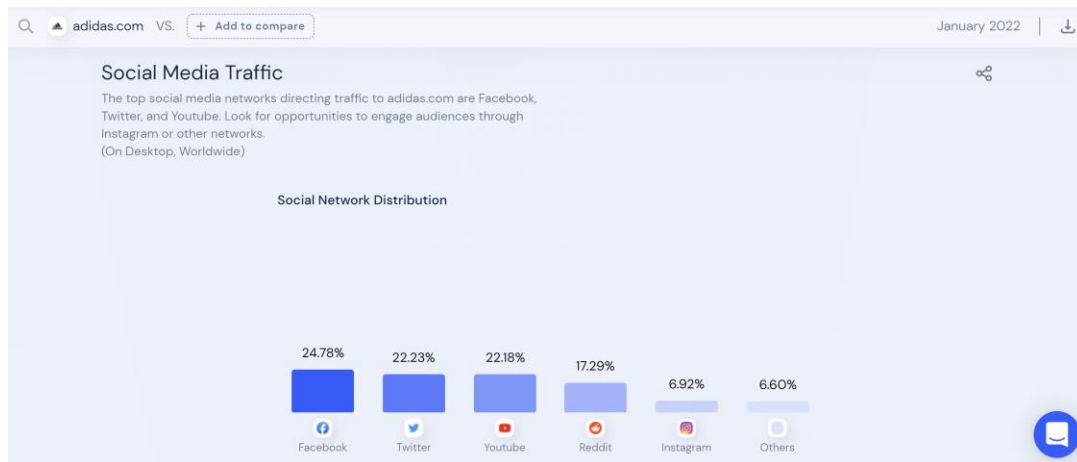 adidas.com VS. + Add to compare January 2022
Social Media Traffic
The top social media networks directing traffic to adidas.com are Facebook,
Twitter, and Youtube. Look for opportunities to engage audiences through
Instagram or other networks.
(On Desktop, Worldwide)
Social Network Distribution
24.78% 22.23% 22.18% 17.29% 6.92% 6.60%
Facebook Twitter Youtube Reddit Instagram Others